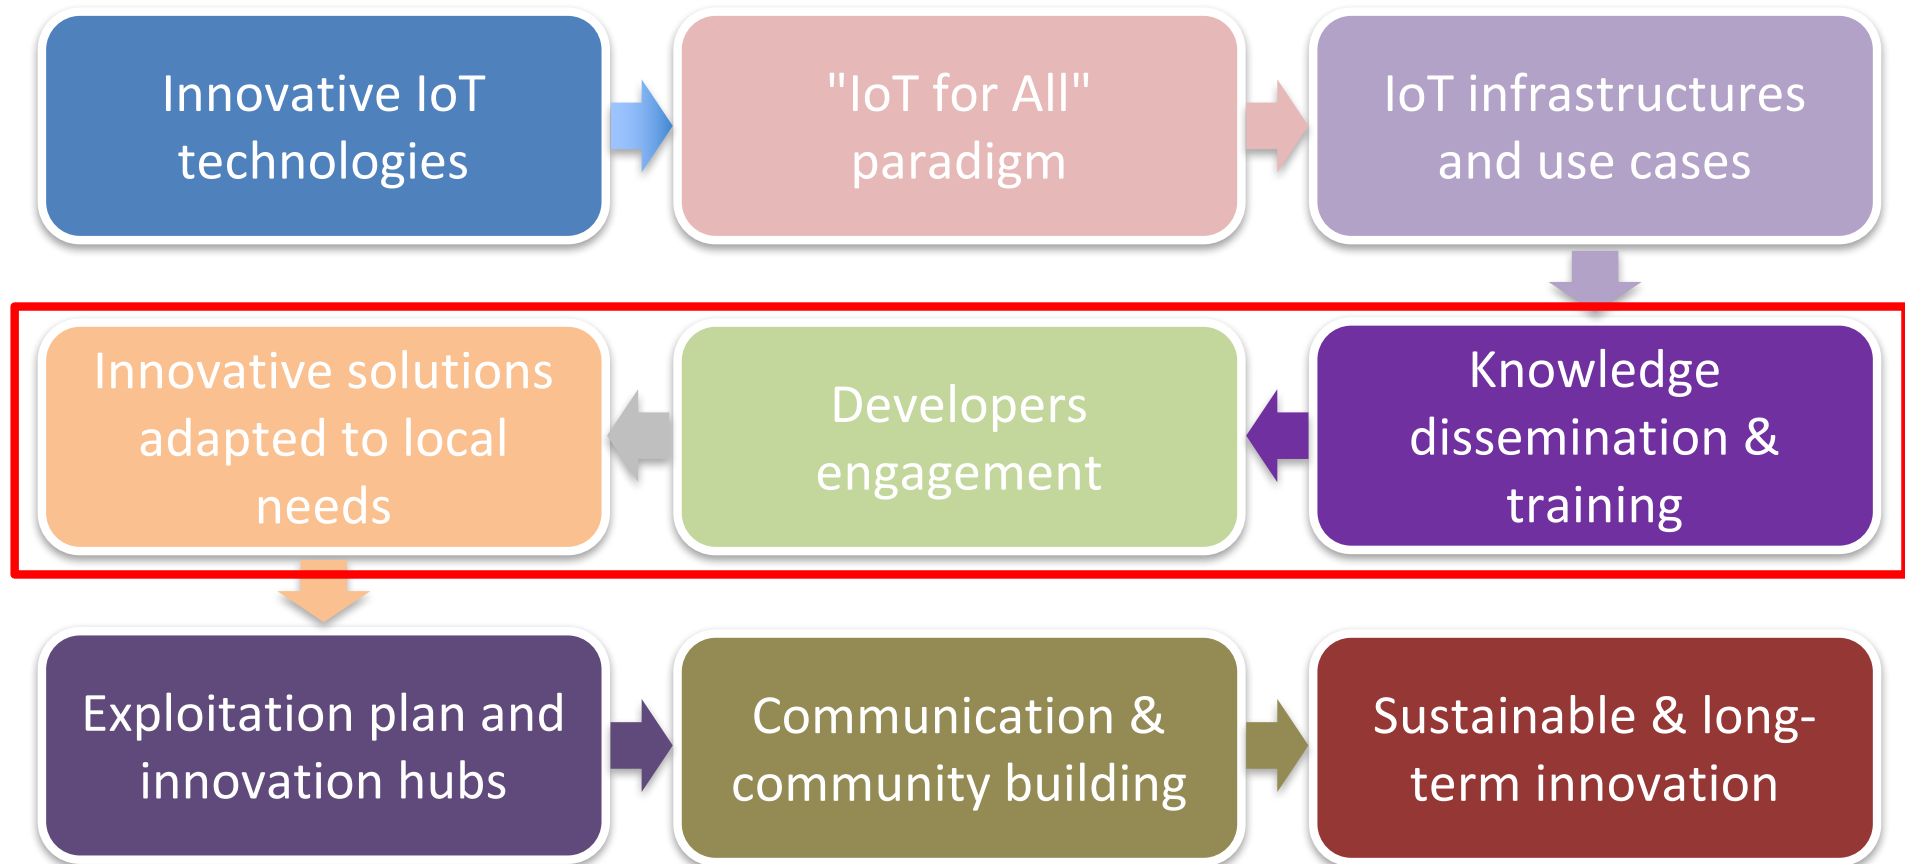 Innovative IoT
technologies
"IoT for All"
paradigm
IoT infrastructures
and use cases
Innovative solutions
adapted to local
needs
Developers
engagement
Knowledge
dissemination &
training
Exploitation plan and
innovation hubs
Communication &
community building
Sustainable & long-
term innovation